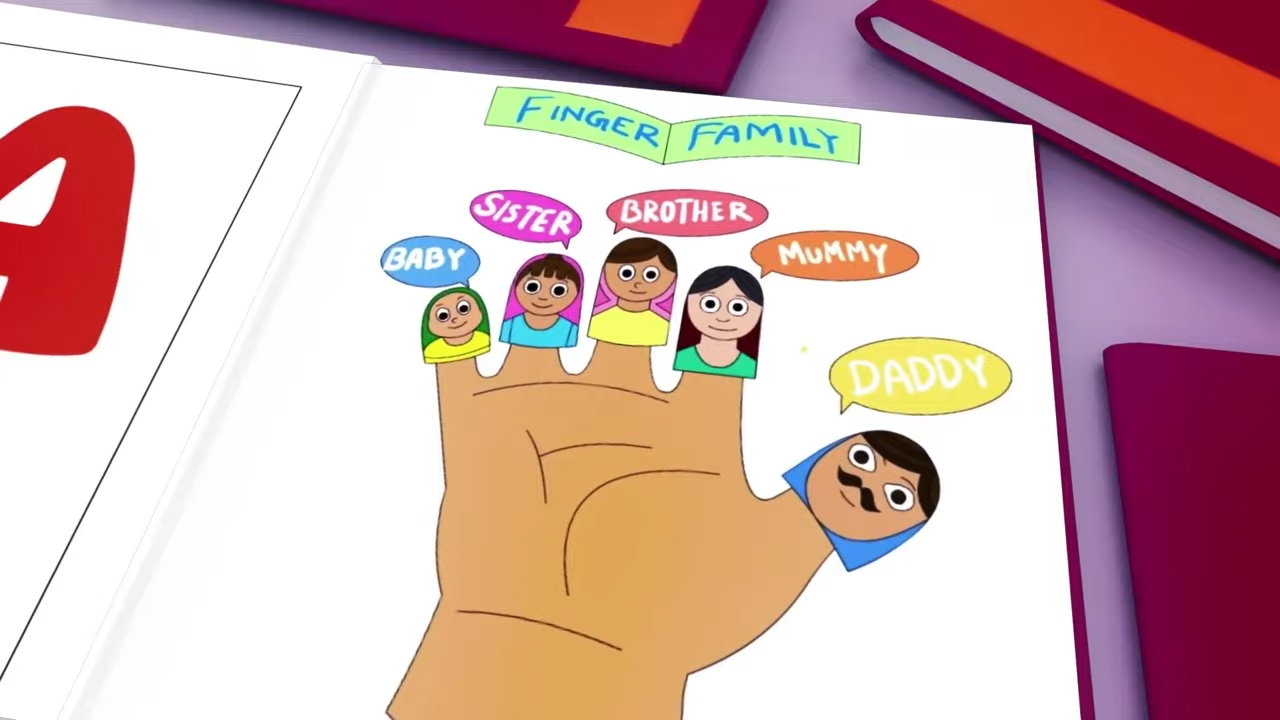 A
FINGER FAMILY
SISTER
BROTHER
BABY
MUMMY
DADDY